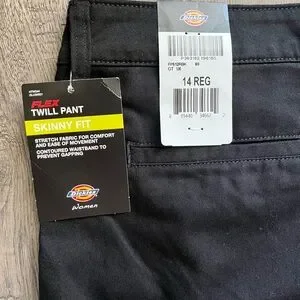 Dickies
14 REG
FLEX
TWILL PANT
SKINNY FIT
STRETCH FABRIC FOR COMFORT
AND EASE OF MOVEMENT
CONTOURED WAISTBAND TO
PREVENT GAPPING
Dickies
Woman